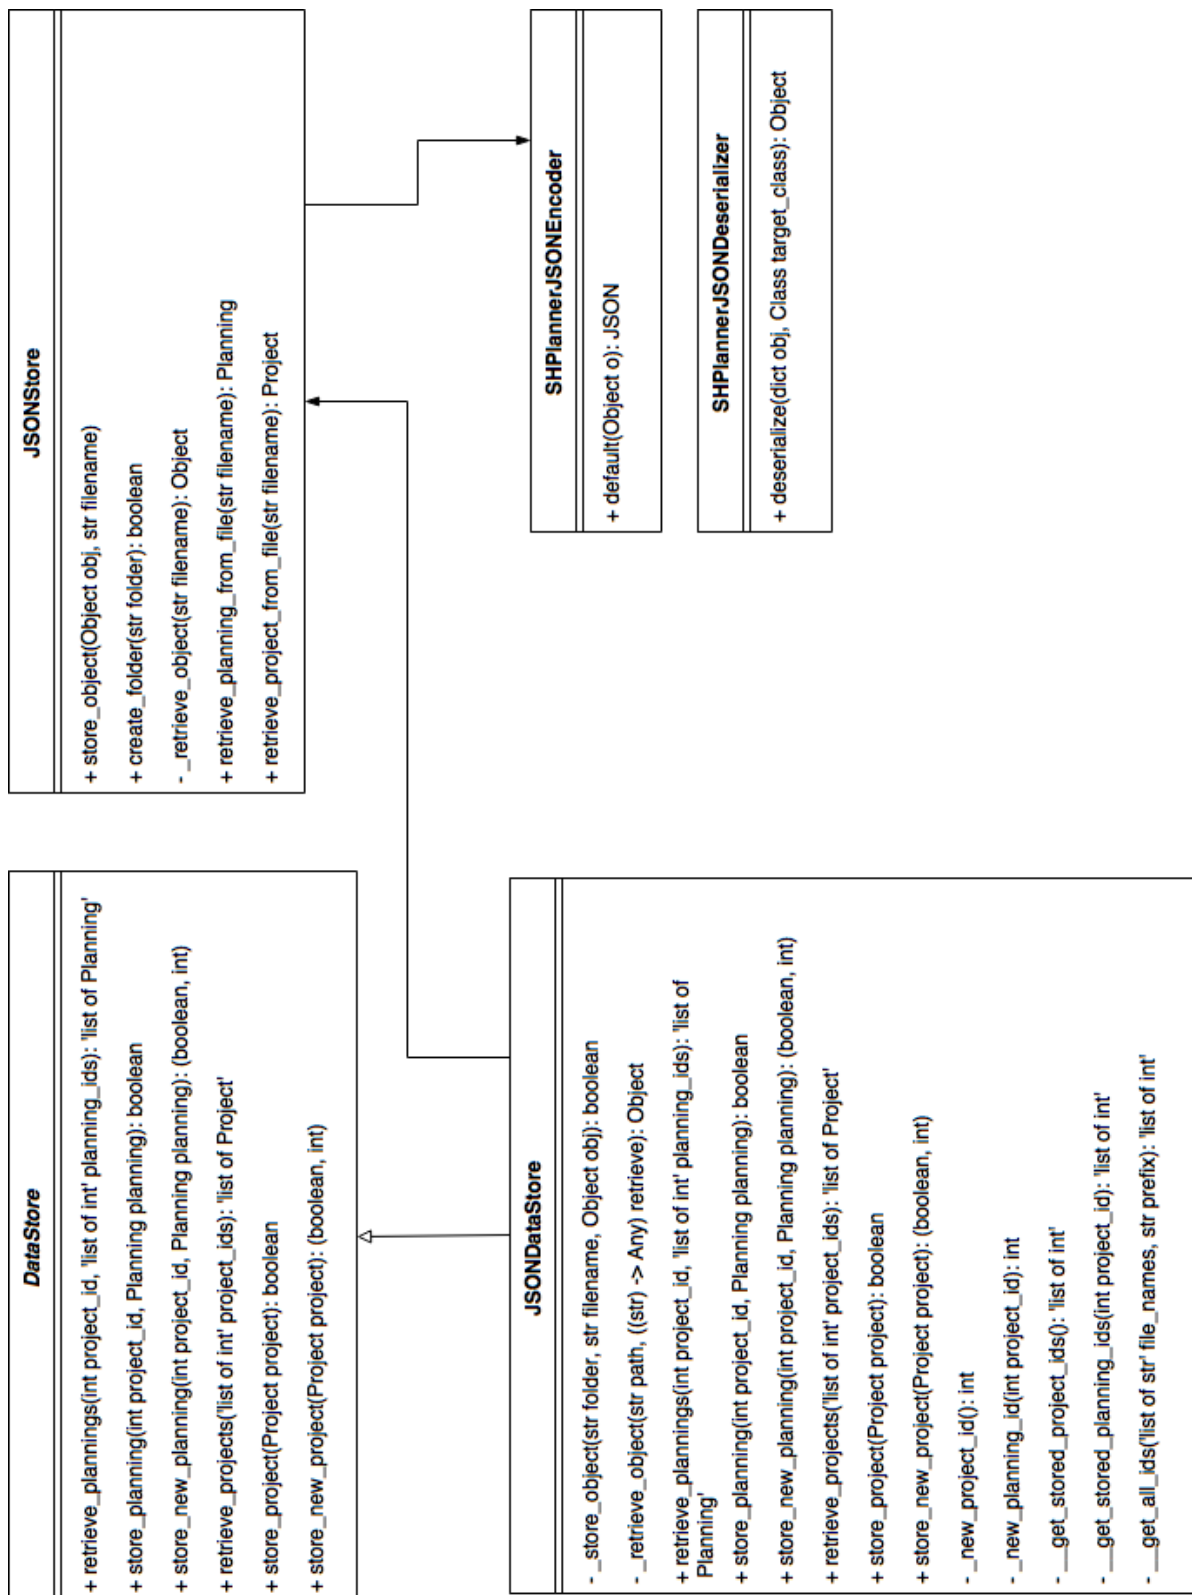 DataStore
+ retrieve_plannings(int project_id, 'list of int' planning_ids): 'list of Planning'
+ store_planning(int project_id, Planning planning): boolean
+ store_new_planning(int project_id, Planning planning): (boolean, int)
+ retrieve_projects('list of int' project_ids): 'list of Project'
+ store_project(Project project): boolean
+ store_new_project(Project project): (boolean, int)
JSONStore
+ store_object(Object obj, str filename)
+ create_folder(str folder): boolean
- _retrieve_object(str filename): Object
+ retrieve_planning_from_file(str filename): Planning
+ retrieve_project_from_file(str filename): Project
JSONDataStore
- _store_object(str folder, str filename, Object obj): boolean
- _retrieve_object(str path, ((str) -> Any) retrieve): Object
+ retrieve_plannings(int project_id, 'list of int' planning_ids): 'list of
Planning'
+ store_planning(int project_id, Planning planning): boolean
+ store_new_planning(int project_id, Planning planning): (boolean, int)
+ retrieve_projects('list of int' project_ids): 'list of Project'
+ store_project(Project project): boolean
+ store_new_project(Project project): (boolean, int)
- _new_project_id(): int
- _new_planning_id(int project_id): int
- __get_stored_project_ids(): 'list of int'
- __get_stored_planning_ids(int project_id): 'list of int'
- __get_all_ids('list of str' file_names, str prefix): 'list of int'
SHPlannerJSONEncoder
+ default(Object o): JSON
SHPlannerJSONDeserializer
+ deserialize(dict obj, Class target_class): Object